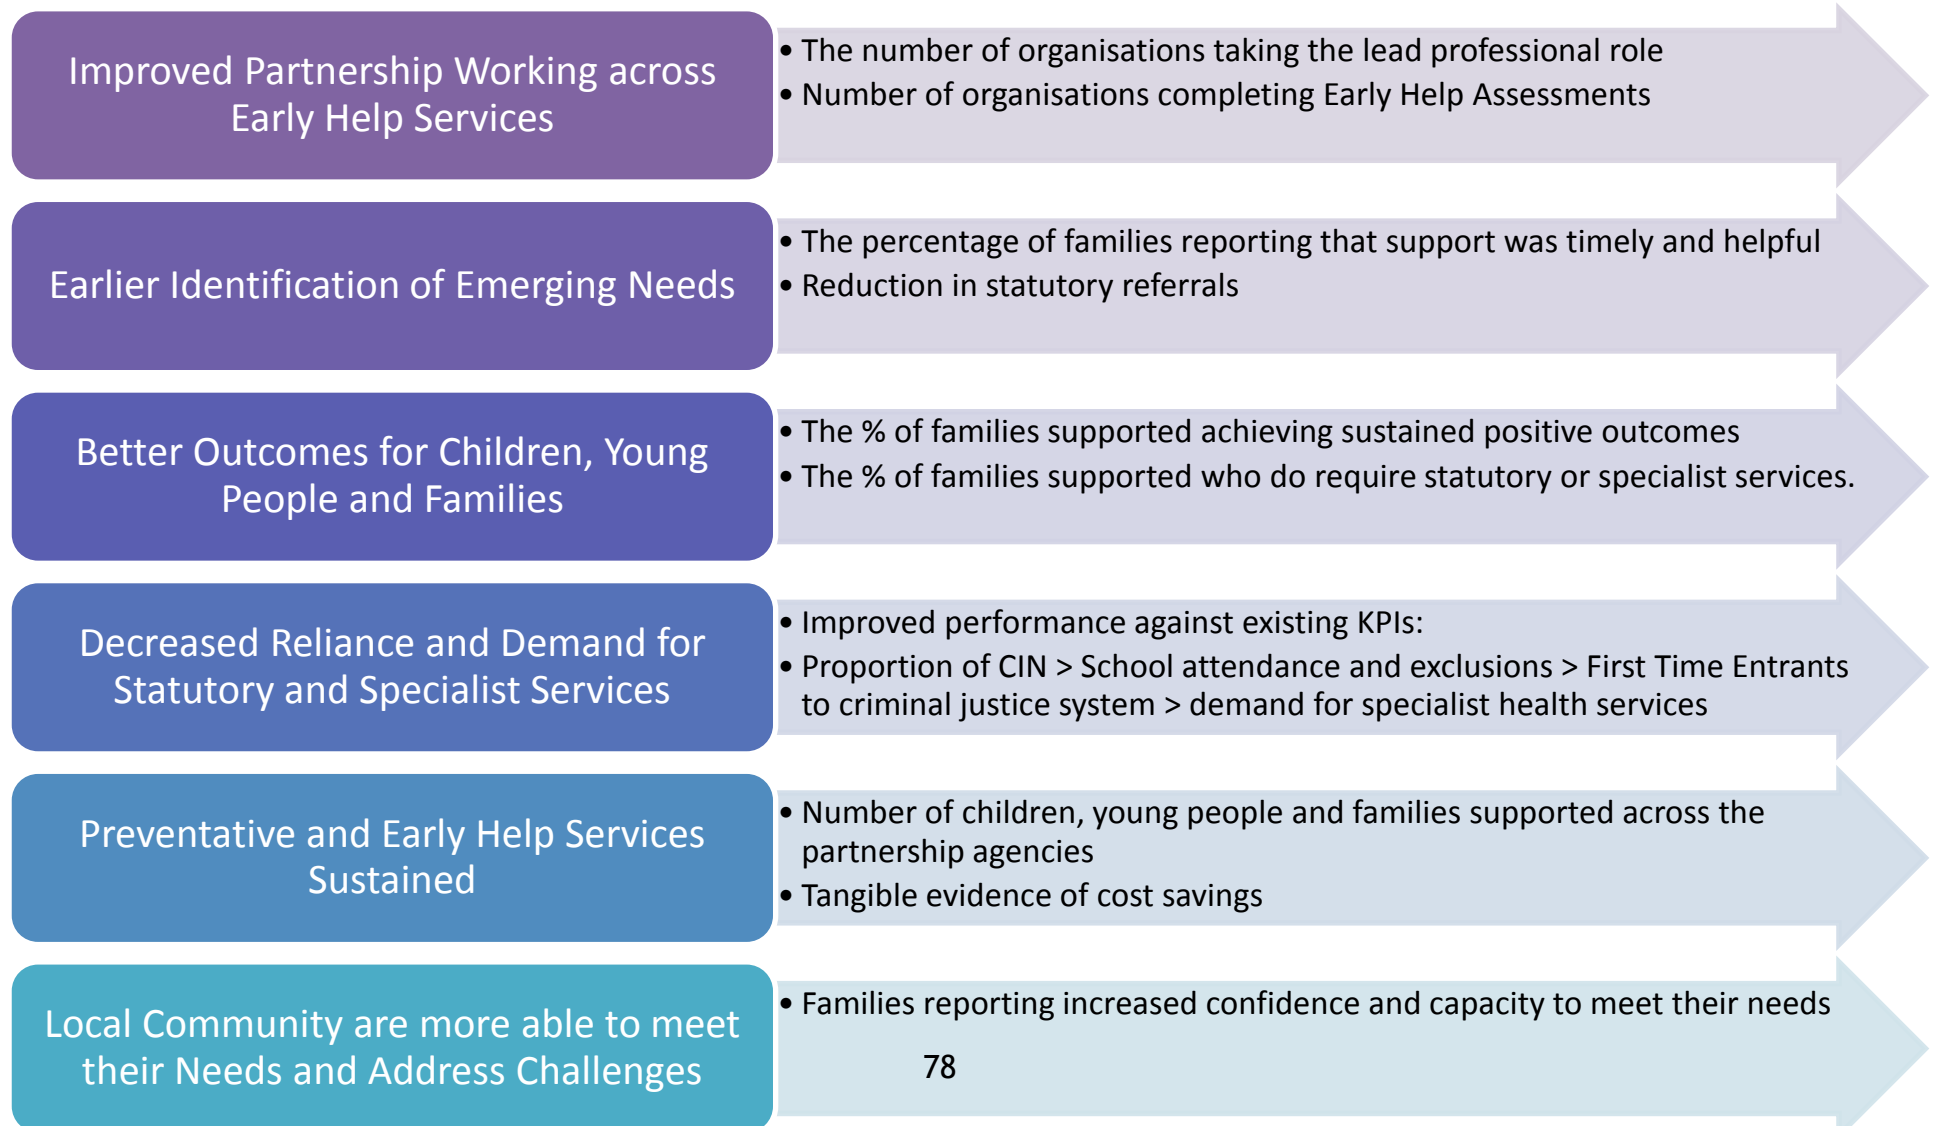 Improved Partnership Working across
Early Help Services
• The number of organisations taking the lead professional role
• Number of organisations completing Early Help Assessments
Earlier Identification of Emerging Needs
• The percentage of families reporting that support was timely and helpful
• Reduction in statutory referrals
Better Outcomes for Children, Young
People and Families
• The % of families supported achieving sustained positive outcomes
• The % of families supported who do require statutory or specialist services.
Decreased Reliance and Demand for
Statutory and Specialist Services
• Improved performance against existing KPIs:
• Proportion of CIN > School attendance and exclusions > First Time Entrants
to criminal justice system > demand for specialist health services
Preventative and Early Help Services
Sustained
• Number of children, young people and families supported across the
partnership agencies
• Tangible evidence of cost savings
Local Community are more able to meet
their Needs and Address Challenges
• Families reporting increased confidence and capacity to meet their needs
78